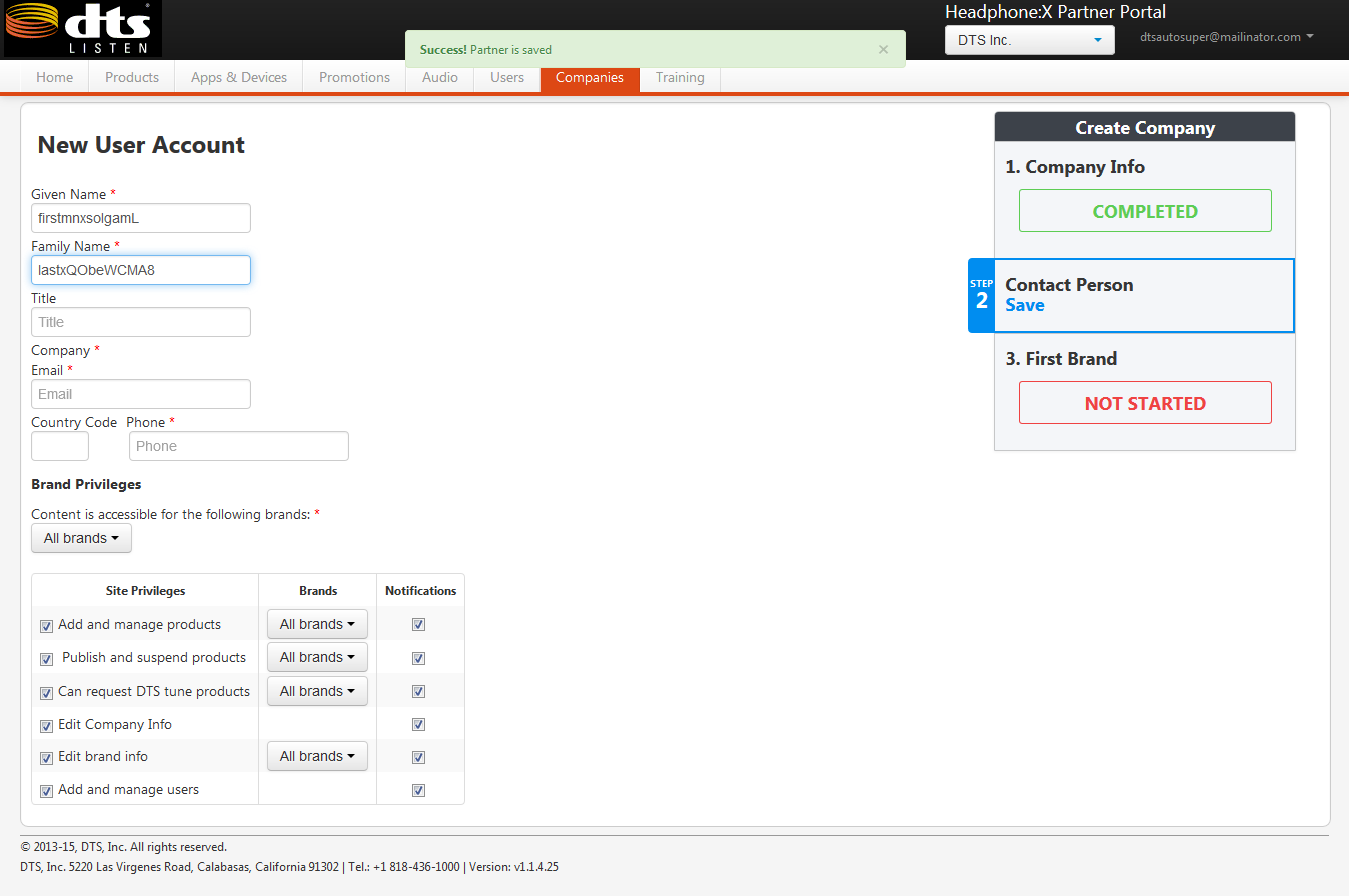 dts
LISTEN
Success! Partner is saved ×
Headphone:X Partner Portal
DTS Inc.
dtsautosuper@mailinator.com
Home Products Apps & Devices Promotions Audio Users Companies Training
New User Account
Given Name *
firstmnxsolgamL
Family Name *
lastxQObeWCMA8
Title
Title
Company *
Email *
Email
Country Code Phone *
Phone
Brand Privileges
Content is accessible for the following brands: *
All brands
Site Privileges Brands Notifications
Add and manage products All brands
Publish and suspend products All brands
Can request DTS tune products All brands
Edit Company Info
Edit brand info All brands
Add and manage users
Create Company
1. Company Info
COMPLETED
STEP
2
Contact Person
Save
3. First Brand
NOT STARTED
© 2013-15, DTS, Inc. All rights reserved.
DTS, Inc. 5220 Las Virgenes Road, Calabasas, California 91302 | Tel.: +1 818-436-1000 | Version: v1.1.4.25